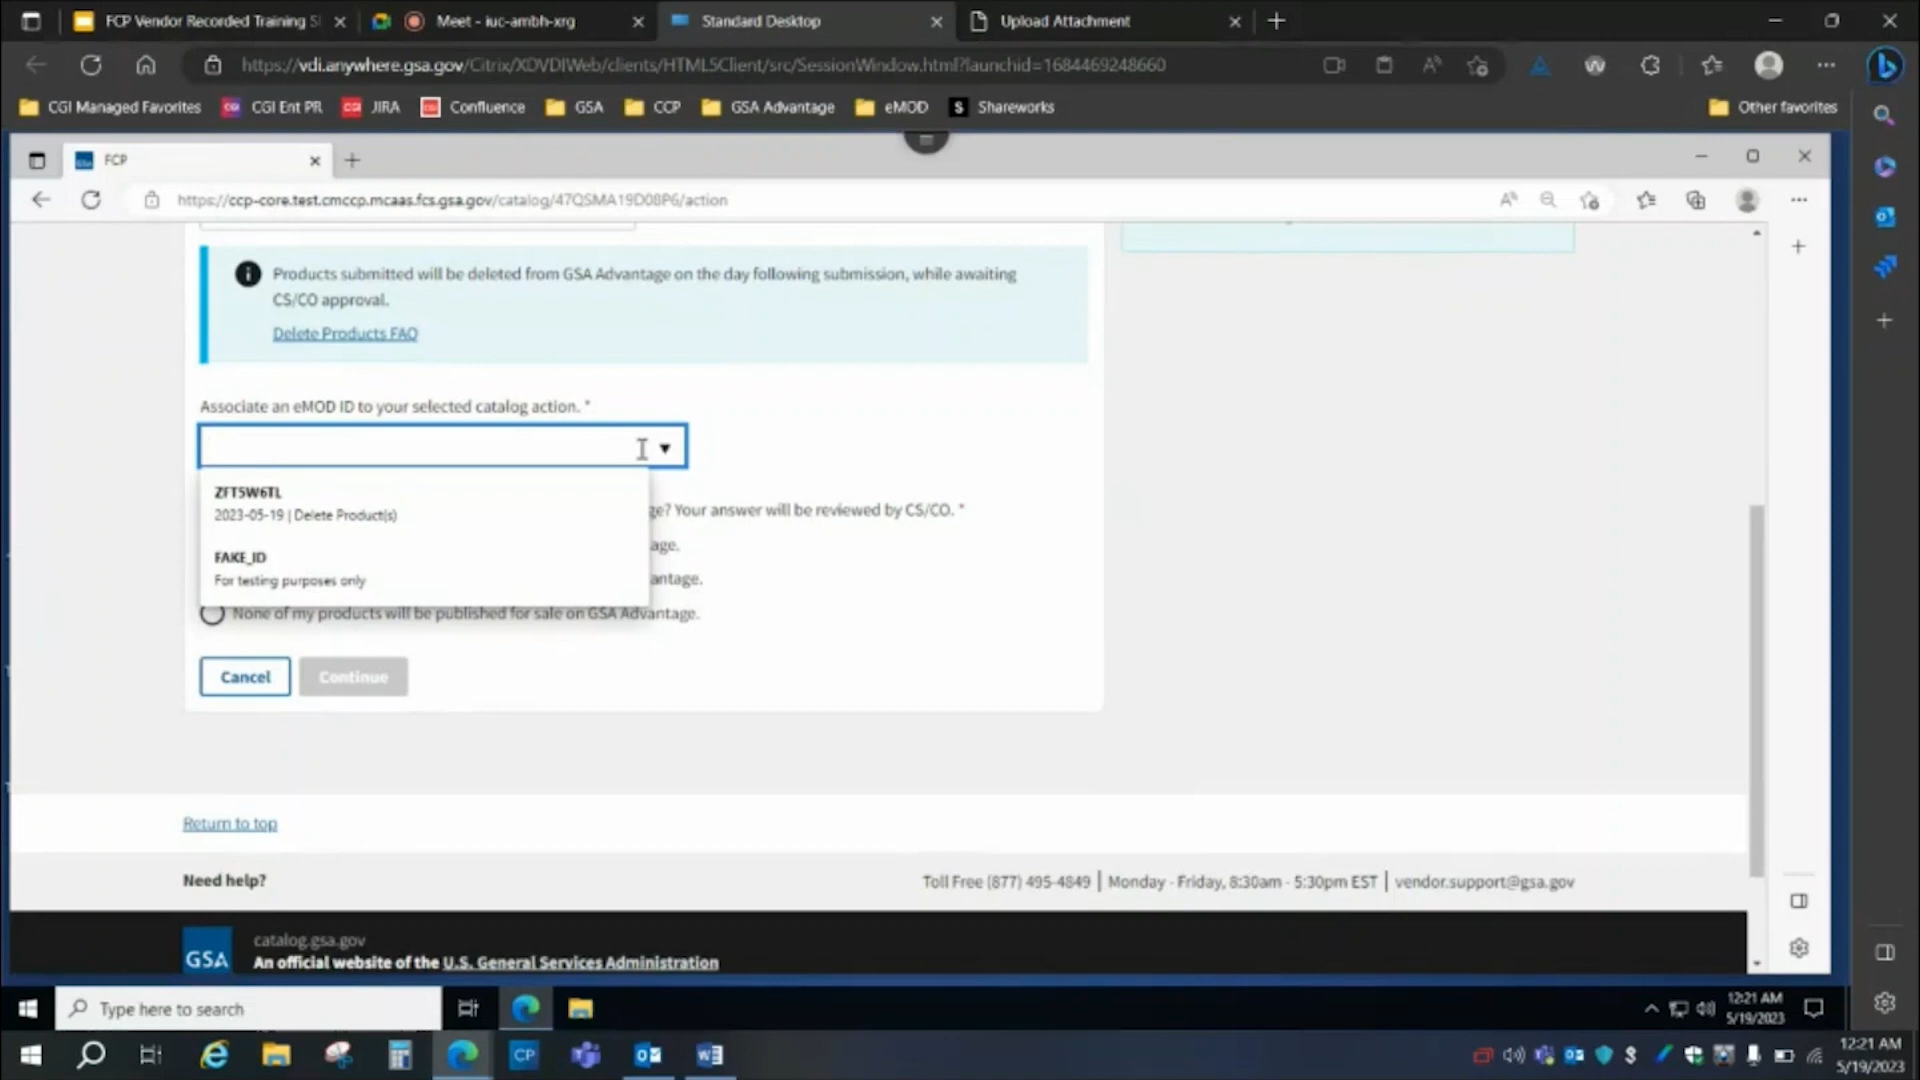 FCP Vendor Recorded Training S
Meet - iuc-ambh-xrg
Standard Desktop
Upload Attachment
https://vdi.anywhere.gsa.gov/Citrix/XDVDIWeb/clients/HTML5Client/src/SessionWindow.html?launchid=1684469248660
CGI Managed Favorites
CGI Ent PR
JIRA
Confluence
GSA
CCP
GSA Advantage
eMOD
Shareworks
Other favorites
FCP
https://ccp-core.test.cmccp.mcaas.fcs.gsa.gov/catalog/47QSMA19D08P6/action
Products submitted will be deleted from GSA Advantage on the day following submission, while awaiting
CS/CO approval.
Delete Products FAQ
Associate an eMOD ID to your selected catalog action. *
ZFT5W6TL
2023-05-19 | Delete Product(s)
ge? Your answer will be reviewed by CS/CO. *
age.
FAKE_ID
For testing purposes only
antage.
None of my products will be published for sale on GSA Advantage.
Cancel
Continue
Return to top
Need help?
Toll Free (877) 495-4849 | Monday - Friday, 8:30am - 5:30pm EST | vendor.support@gsa.gov
GSA
catalog.gsa.gov
An official website of the U.S. General Services Administration
Type here to search
12:21 AM
5/19/2023
CP
12:21 AM
5/19/2023